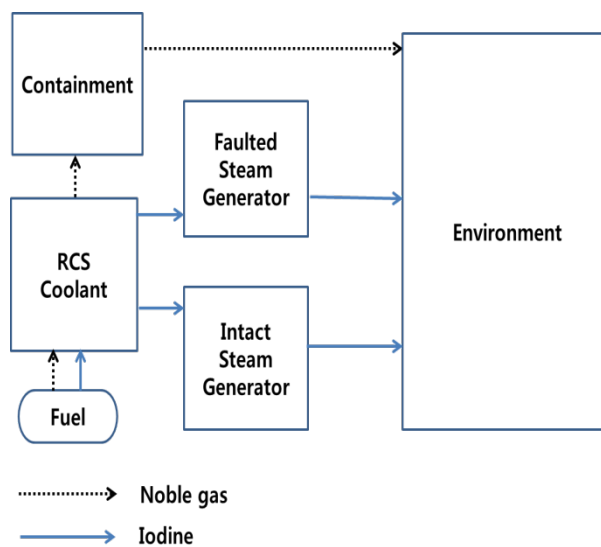 Containment
Faulted
Steam
Generator
RCS
Coolant
Environment
Intact
Steam
Generator
Fuel
Noble gas
Iodine